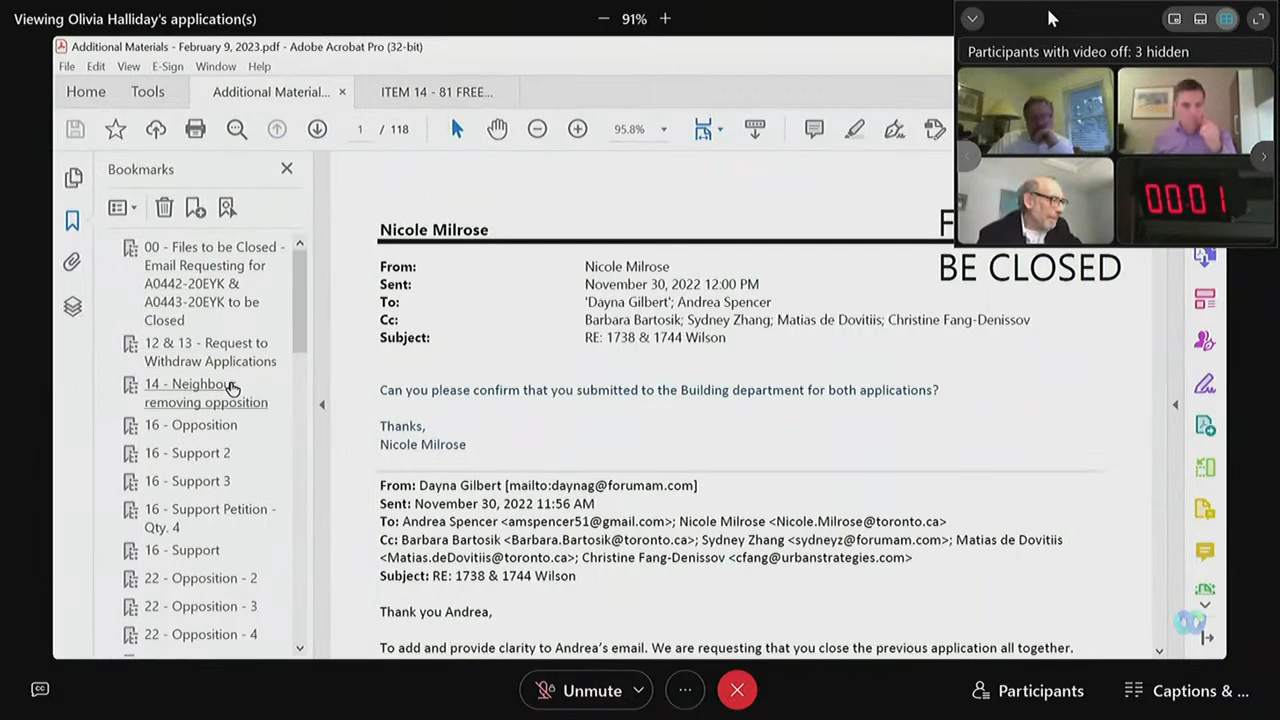 Viewing Olivia Halliday's application(s)
91%
Participants with video off: 3 hidden
00:01
Additional Materials - February 9, 2023.pdf - Adobe Acrobat Pro (32-bit)
File Edit View E-Sign Window Help
Home Tools Additional Material... × ITEM 14 - 81 FREE...
1 / 118 95.8%
Bookmarks
00 - Files to be Closed -
Email Requesting for
A0442-20EYK &
A0443-20EYK to be
Closed
12 & 13 - Request to
Withdraw Applications
14 - Neighbour
removing opposition
16 - Opposition
16 - Support 2
16 - Support 3
16 - Support Petition -
Qty. 4
16 - Support
22 - Opposition - 2
22 - Opposition - 3
22 - Opposition - 4
F
BE CLOSED
Nicole Milrose
From: Nicole Milrose
Sent: November 30, 2022 12:00 PM
To: 'Dayna Gilbert'; Andrea Spencer
Cc: Barbara Bartosik; Sydney Zhang; Matias de Dovitiis; Christine Fang-Denissov
Subject: RE: 1738 & 1744 Wilson
Can you please confirm that you submitted to the Building department for both applications?
Thanks,
Nicole Milrose
From: Dayna Gilbert [mailto:daynag@forumam.com]
Sent: November 30, 2022 11:56 AM
To: Andrea Spencer <amspencer51@gmail.com>; Nicole Milrose <Nicole.Milrose@toronto.ca>
Cc: Barbara Bartosik <Barbara.Bartosik@toronto.ca>; Sydney Zhang <sydneyz@forumam.com>; Matias de Dovitiis
<Matias.deDovitiis@toronto.ca>; Christine Fang-Denissov <cfang@urbanstrategies.com>
Subject: RE: 1738 & 1744 Wilson
Thank you Andrea,
To add and provide clarity to Andrea's email. We are requesting that you close the previous application all together.
CC
Unmute
Participants
Captions & ...